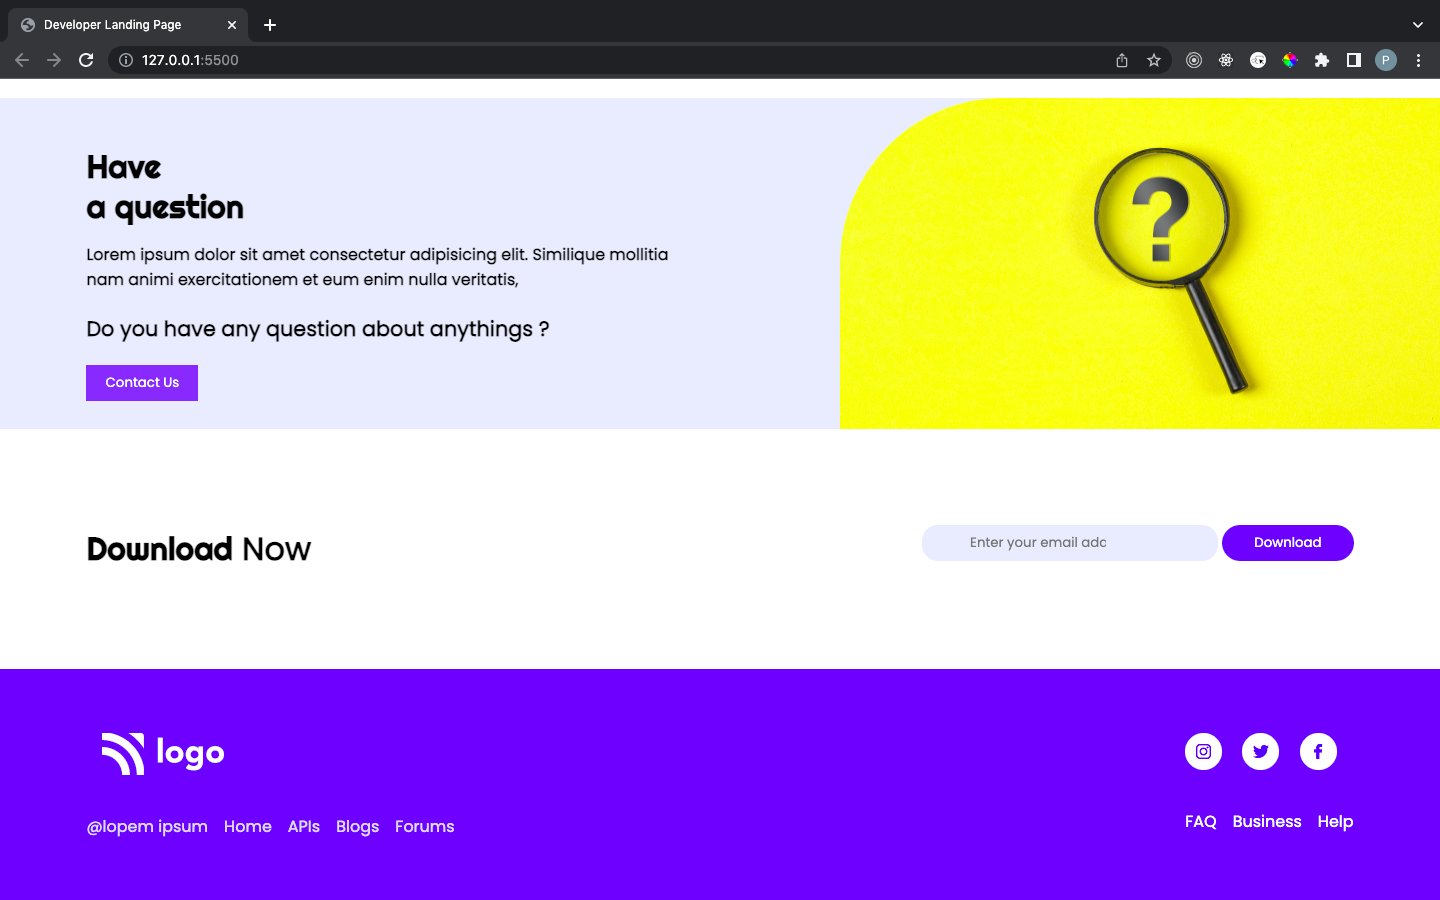 Developer Landing Page
127.0.0.1:5500
P
Have
a question
Lorem ipsum dolor sit amet consectetur adipisicing elit. Similique mollitia
nam animi exercitationem et eum enim nulla veritatis,
Do you have any question about anythings ?
Contact Us
?
Download Now
Enter your email add
Download
logo
@lopem ipsum Home APIs Blogs Forums
FAQ Business Help